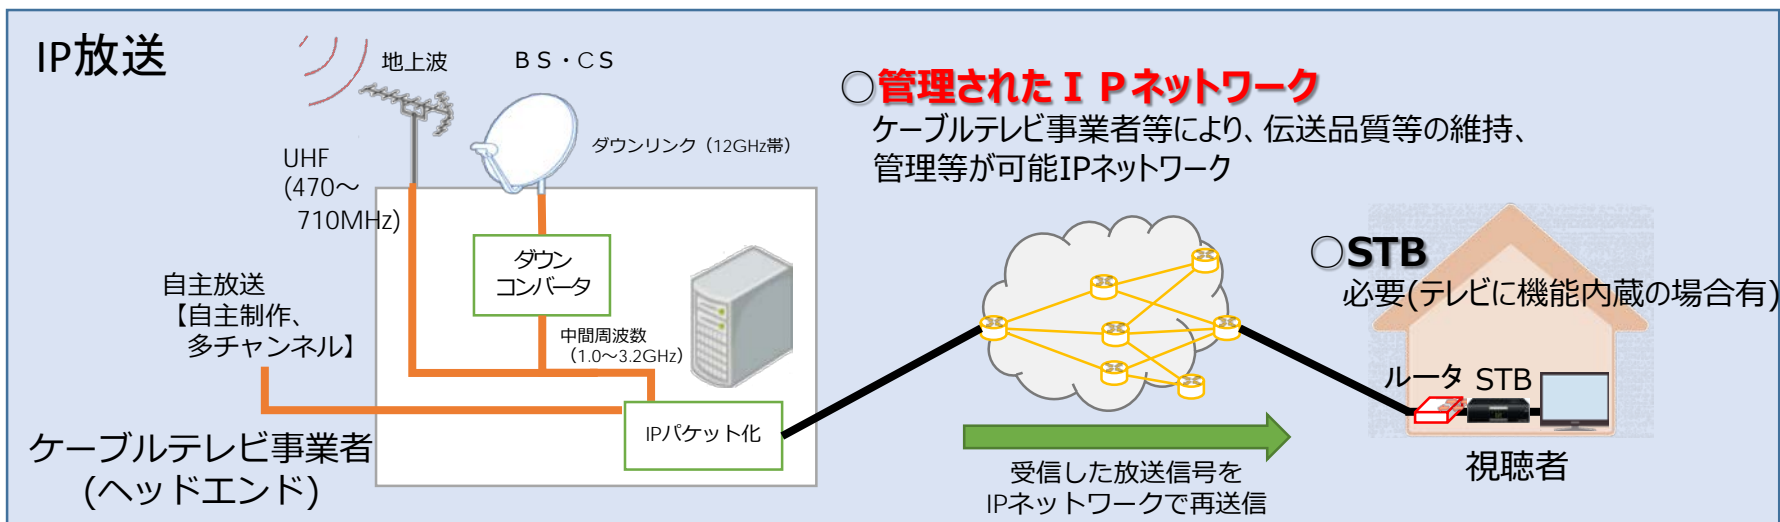 IP放送
地上波
ＢＳ・CＳ
ダウンリンク（12GHz帯）
UHF
(470～
710MHz)
ダウン
コンバータ
中間周波数
（1.0～3.2GHz）
自主放送
【自主制作、
多チャンネル】
IPパケット化
ケーブルテレビ事業者
(ヘッドエンド)
○管理されたＩＰネットワーク
ケーブルテレビ事業者等により、伝送品質等の維持、
管理等が可能IPネットワーク
受信した放送信号を
IPネットワークで再送信
○STB
必要(テレビに機能内蔵の場合有)
ルータ
STB
視聴者